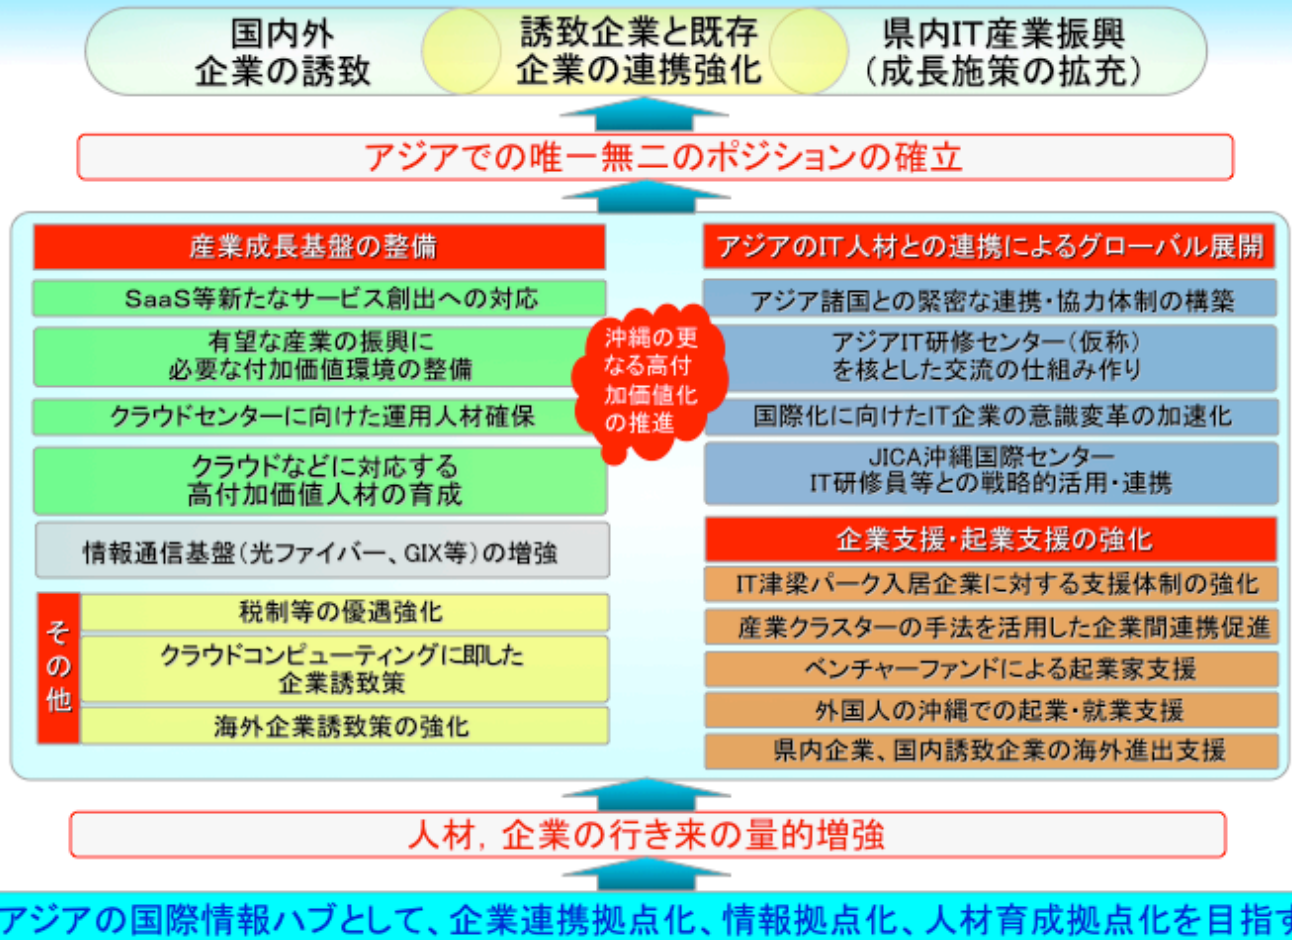 国内外
企業の誘致
誘致企業と既存
企業の連携強化
県内IT産業振興
（成長施策の拡充）
アジアでの唯一無二のポジションの確立
産業成長基盤の整備
SaaS等新たなサービス創出への対応
有望な産業の振興に
必要な付加価値環境の整備
クラウドセンターに向けた運用人材確保
クラウドなどに対応する
高付加価値人材の育成
情報通信基盤（光ファイバー、GIX等）の増強
その他
税制等の優遇強化
クラウドコンピューティングに即した
企業誘致策
海外企業誘致策の強化
沖縄の更
なる高付
加価値化
の推進
アジアのIT人材との連携によるグローバル展開
アジア諸国との緊密な連携・協力体制の構築
アジアIT研修センター（仮称）
を核とした交流の仕組み作り
国際化に向けたIT企業の意識変革の加速化
JICA沖縄国際センター
IT研修員等との戦略的活用・連携
企業支援・起業支援の強化
IT津梁パーク入居企業に対する支援体制の強化
産業クラスターの手法を活用した企業間連携促進
ベンチャーファンドによる起業家支援
外国人の沖縄での起業・就業支援
県内企業、国内誘致企業の海外進出支援
人材，企業の行き来の量的増強
アジアの国際情報ハブとして、企業連携拠点化、情報拠点化、人材育成拠点化を目指す